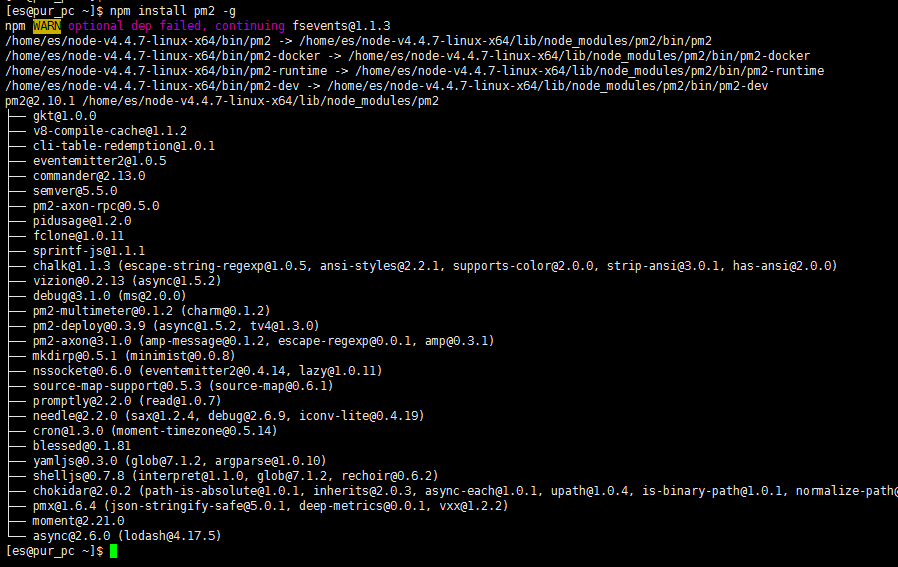 [es@pur_pc ~]$ npm install pm2 -g
npm WARN optional dep failed, continuing fsevents@1.1.3
/home/es/node-v4.4.7-linux-x64/bin/pm2 -> /home/es/node-v4.4.7-linux-x64/lib/node_modules/pm2/bin/pm2
/home/es/node-v4.4.7-linux-x64/bin/pm2-docker -> /home/es/node-v4.4.7-linux-x64/lib/node_modules/pm2/bin/pm2-docker
/home/es/node-v4.4.7-linux-x64/bin/pm2-runtime -> /home/es/node-v4.4.7-linux-x64/lib/node_modules/pm2/bin/pm2-runtime
/home/es/node-v4.4.7-linux-x64/bin/pm2-dev -> /home/es/node-v4.4.7-linux-x64/lib/node_modules/pm2/bin/pm2-dev
pm2@2.10.1 /home/es/node-v4.4.7-linux-x64/lib/node_modules/pm2
├── gkt@1.0.0
├── v8-compile-cache@1.1.2
├── cli-table-redemption@1.0.1
├── eventemitter2@1.0.5
├── commander@2.13.0
├── semver@5.5.0
├── pm2-axon-rpc@0.5.0
├── pidusage@1.2.0
├── fclone@1.0.11
├── sprintf-js@1.1.1
├── chalk@1.1.3 (escape-string-regexp@1.0.5, ansi-styles@2.2.1, supports-color@2.0.0, strip-ansi@3.0.1, has-ansi@2.0.0)
├── vizion@0.2.13 (async@1.5.2)
├── debug@3.1.0 (ms@2.0.0)
├── pm2-multimeter@0.1.2 (charm@0.1.2)
├── pm2-deploy@0.3.9 (async@1.5.2, tv4@1.3.0)
├── pm2-axon@3.1.0 (amp-message@0.1.2, escape-regexp@0.0.1, amp@0.3.1)
├── mkdirp@0.5.1 (minimist@0.0.8)
├── nssocket@0.6.0 (eventemitter2@0.4.14, lazy@1.0.11)
├── source-map-support@0.5.3 (source-map@0.6.1)
├── promptly@2.2.0 (read@1.0.7)
├── needle@2.2.0 (sax@1.2.4, debug@2.6.9, iconv-lite@0.4.19)
├── cron@1.3.0 (moment-timezone@0.5.14)
├── blessed@0.1.81
├── yamljs@0.3.0 (glob@7.1.2, argparse@1.0.10)
├── shelljs@0.7.8 (interpret@1.1.0, glob@7.1.2, rechoir@0.6.2)
├── chokidar@2.0.2 (path-is-absolute@1.0.1, inherits@2.0.3, async-each@1.0.1, upath@1.0.4, is-binary-path@1.0.1, normalize-path@
├── pmx@1.6.4 (json-stringify-safe@5.0.1, deep-metrics@0.0.1, vxx@1.2.2)
├── moment@2.21.0
└── async@2.6.0 (lodash@4.17.5)
[es@pur_pc ~]$